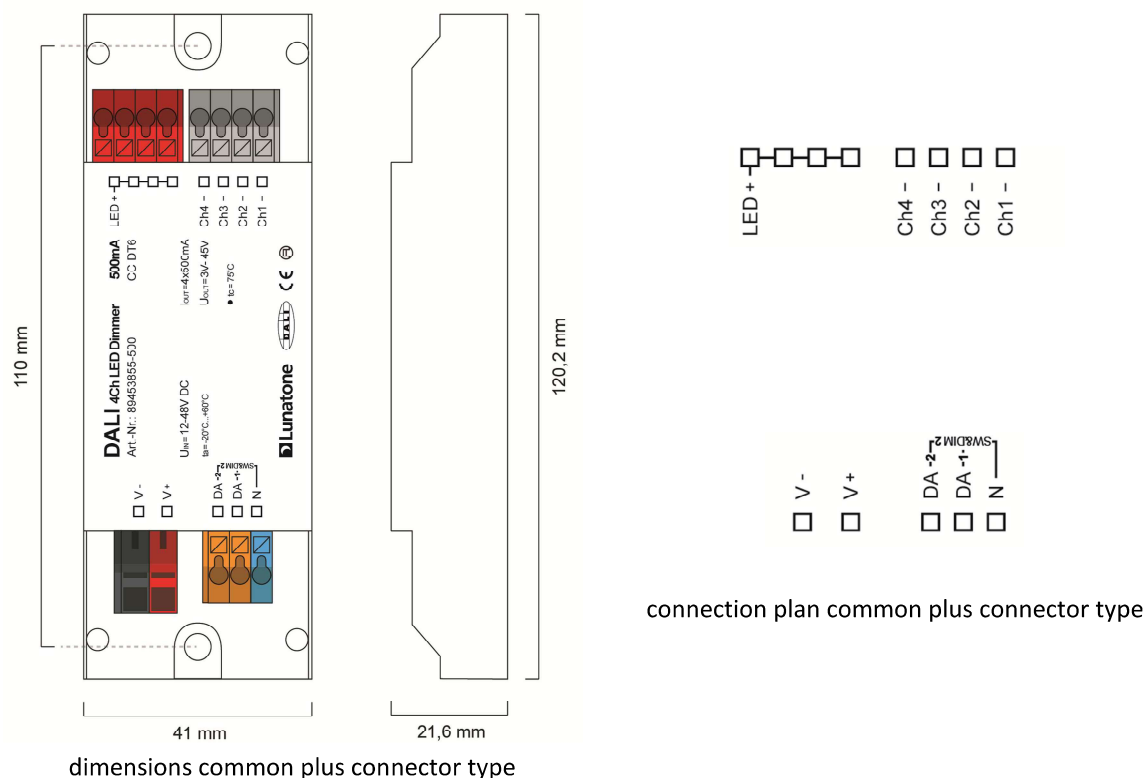 LED +
Ch4 –
Ch3 –
Ch2 –
Ch1 –
DALI 4Ch LED Dimmer 500mA
Art.-Nr.: 89453855-500 CC DT6
IOUT=4x500mA
UOUT=3V- 45V
tc=75°C
UIN=12-48V DC
ta=-20°C...+60°C
DALI
CE
Lunatone
V -
V+
DA -2-
DA -1-
N
SW&DIM 2
110 mm
120,2 mm
41 mm
21,6 mm
dimensions common plus connector type
LED +
Ch4 –
Ch3 –
Ch2 –
Ch1 –
V -
V +
DA -2-
DA -1-
N
SW&DIM 2
connection plan common plus connector type